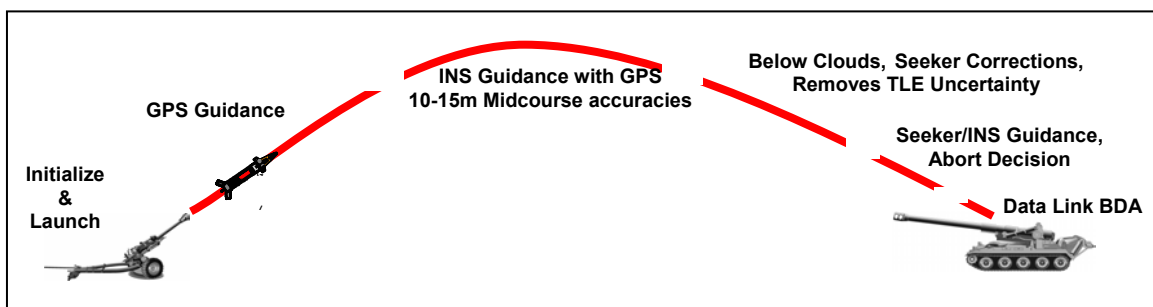 Initialize
&
Launch
GPS Guidance
INS Guidance with GPS
10-15m Midcourse accuracies
Below Clouds, Seeker Corrections,
Removes TLE Uncertainty
Seeker/INS Guidance,
Abort Decision
Data Link BDA